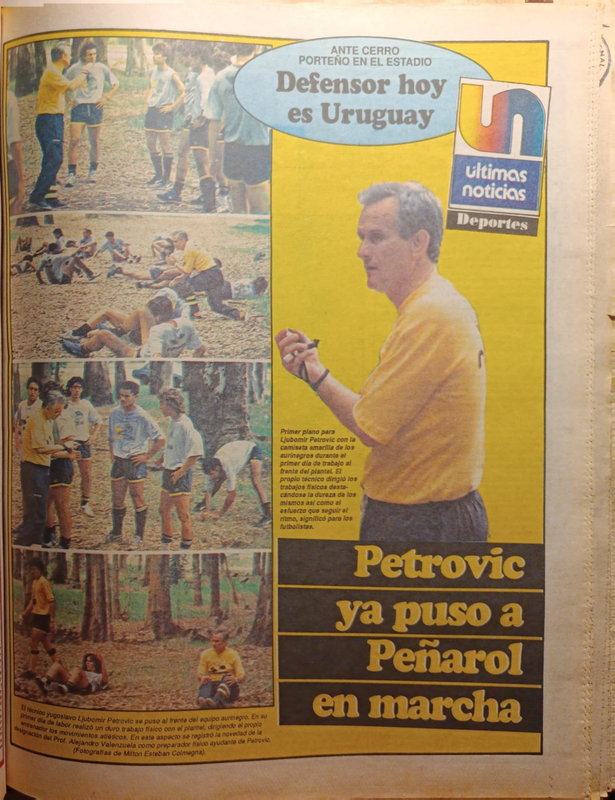 ANTE CERRO
PORTEÑO EN EL ESTADIO
Defensor hoy
es Uruguay
un
últimas
noticias
Deportes
Primer plano para
Ljubomir Petrovic con la
camiseta amarilla de los
aurinegros durante el
primer día de trabajo al
frente del plantel. El
propio técnico dirigió los
trabajos físicos desta-
cándose la dureza de los
mismos así como el
esfuerzo que seguir el
ritmo, significó para los
futbolistas.
Petrovic
ya puso a
Peñarol
en marcha
El técnico yugoslavo Ljubomir Petrovic se puso al frente del equipo aurinegro. En su
primer día de labor realizó un duro trabajo físico con el plantel, dirigiendo el propio
entrenador los movimientos atléticos. En este aspecto se registró la novedad de la
designación del Prof. Alejandro Valenzuela como preparador físico ayudante de Petrovic.
(Fotografías de Milton Esteban Colmegna).